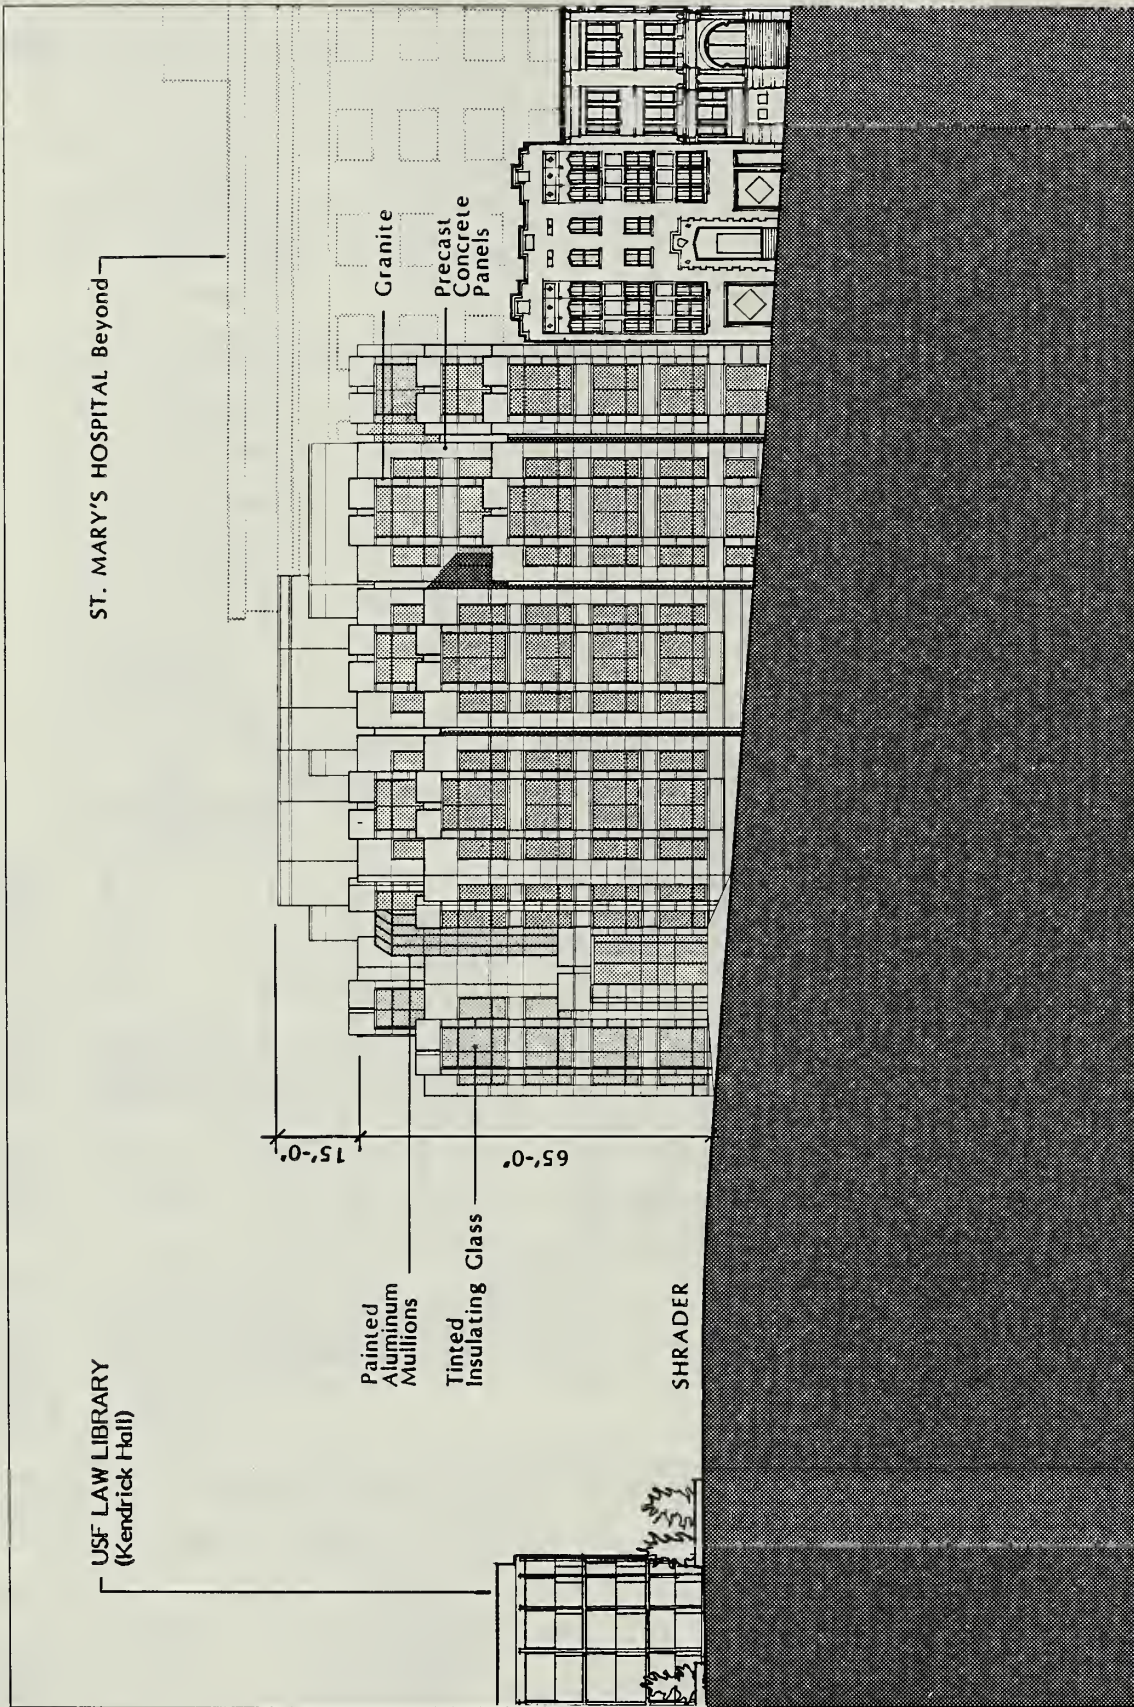 USF LAW LIBRARY
(Kendrick Hall)
ST. MARY'S HOSPITAL Beyond
Painted
Aluminum
Mullions
Tinted
Insulating Glass
15'-0"
65'-0"
Granite
Precast
Concrete
Panels
SHRADER